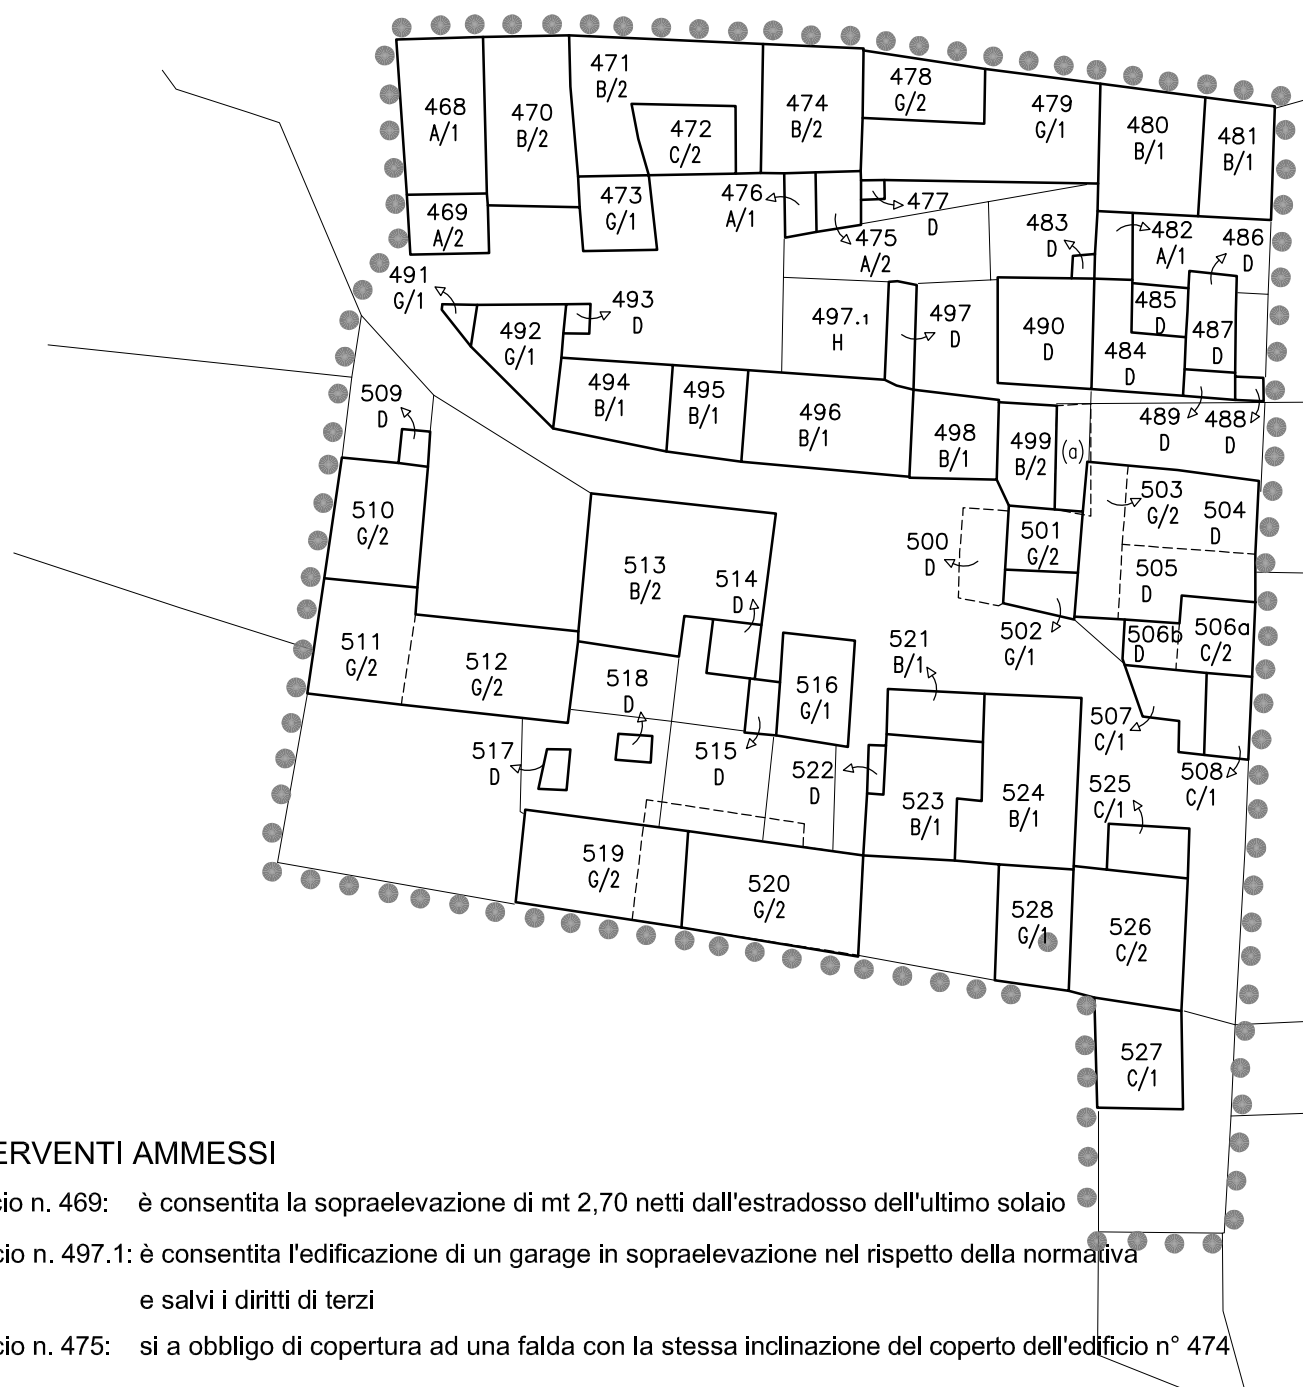 468
A/1
470
B/2
471
B/2
472
C/2
474
B/2
478
G/2
479
G/1
480
B/1
481
B/1
469
A/2
473
G/1
476
A/1
477
D
475
A/2
483
D
482
A/1
486
D
491
G/1
492
G/1
493
D
497.1
H
497
D
490
D
485
D
487
D
484
D
494
B/1
495
B/1
496
B/1
498
B/1
499
B/2
(a)
489
D
488
D
509
D
510
G/2
503
G/2
504
D
500
D
501
G/2
505
D
513
B/2
514
D
511
G/2
512
G/2
502
G/1
506b
D
506a
C/2
521
B/1
518
D
516
G/1
507
C/1
517
D
515
D
522
D
508
C/1
523
B/1
524
B/1
525
C/1
519
G/2
520
G/2
528
G/1
526
C/2
527
C/1
ERVENTI AMMESSI
cio n. 469: è consentita la sopraelevazione di mt 2,70 netti dall'estradosso dell'ultimo solaio
cio n. 497.1: è consentita l'edificazione di un garage in sopraelevazione nel rispetto della normativa
e salvi i diritti di terzi
cio n. 475: si a obbligo di copertura ad una falda con la stessa inclinazione del coperto dell'edificio n° 474